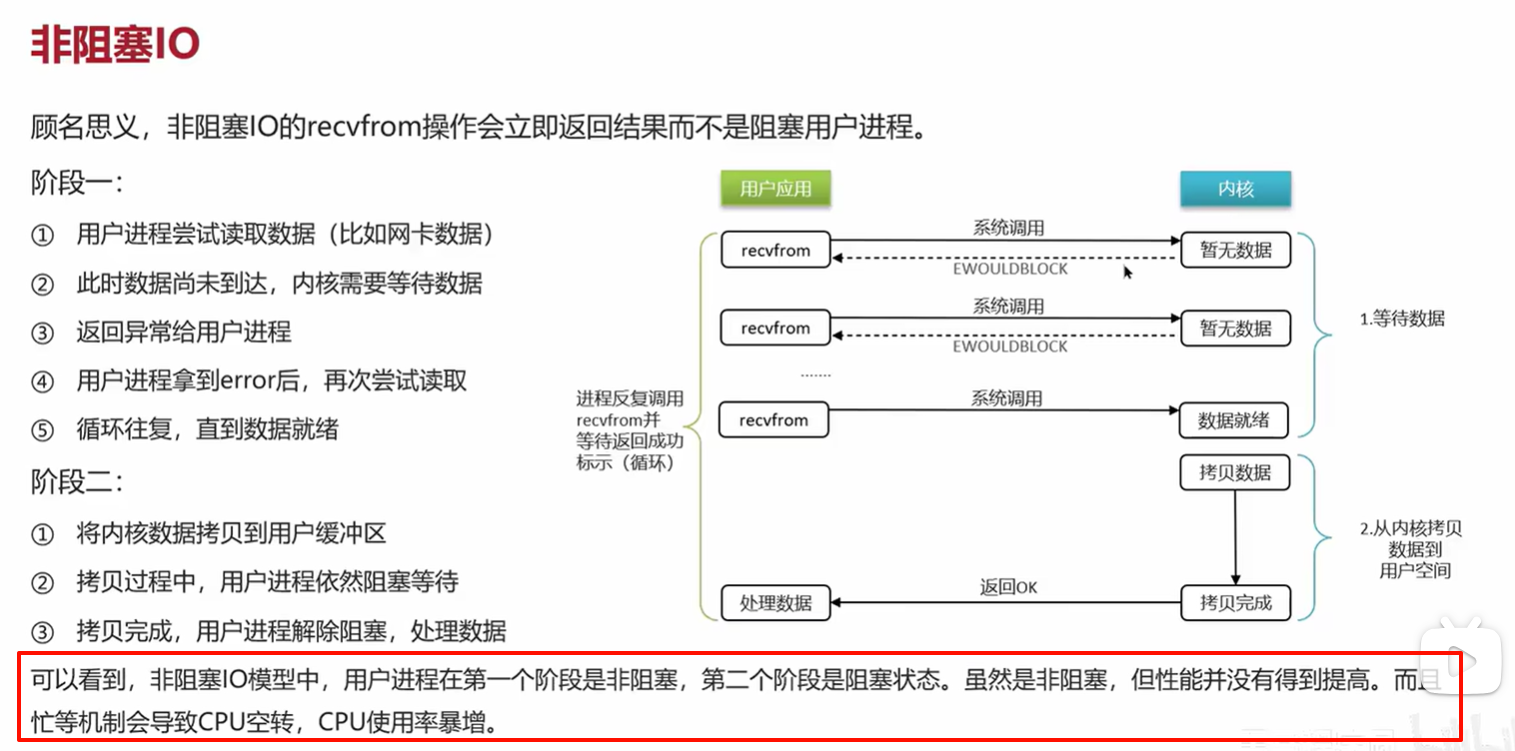 非阻塞IO
顾名思义，非阻塞IO的recvfrom操作会立即返回结果而不是阻塞用户进程。
阶段一：
① 用户进程尝试读取数据（比如网卡数据）
② 此时数据尚未到达，内核需要等待数据
③ 返回异常给用户进程
④ 用户进程拿到error后，再次尝试读取
⑤ 循环往复，直到数据就绪
阶段二：
① 将内核数据拷贝到用户缓冲区
② 拷贝过程中，用户进程依然阻塞等待
③ 拷贝完成，用户进程解除阻塞，处理数据
用户应用
内核
recvfrom
系统调用
暂无数据
EWOULDBLOCK
recvfrom
系统调用
暂无数据
EWOULDBLOCK
.......
recvfrom
系统调用
数据就绪
1.等待数据
进程反复调用
recvfrom并
等待返回成功
标示（循环）
拷贝数据
2.从内核拷贝
数据到
用户空间
处理数据
返回OK
拷贝完成
可以看到，非阻塞IO模型中，用户进程在第一个阶段是非阻塞，第二个阶段是阻塞状态。虽然是非阻塞，但性能并没有得到提高。而且
忙等机制会导致CPU空转，CPU使用率暴增。